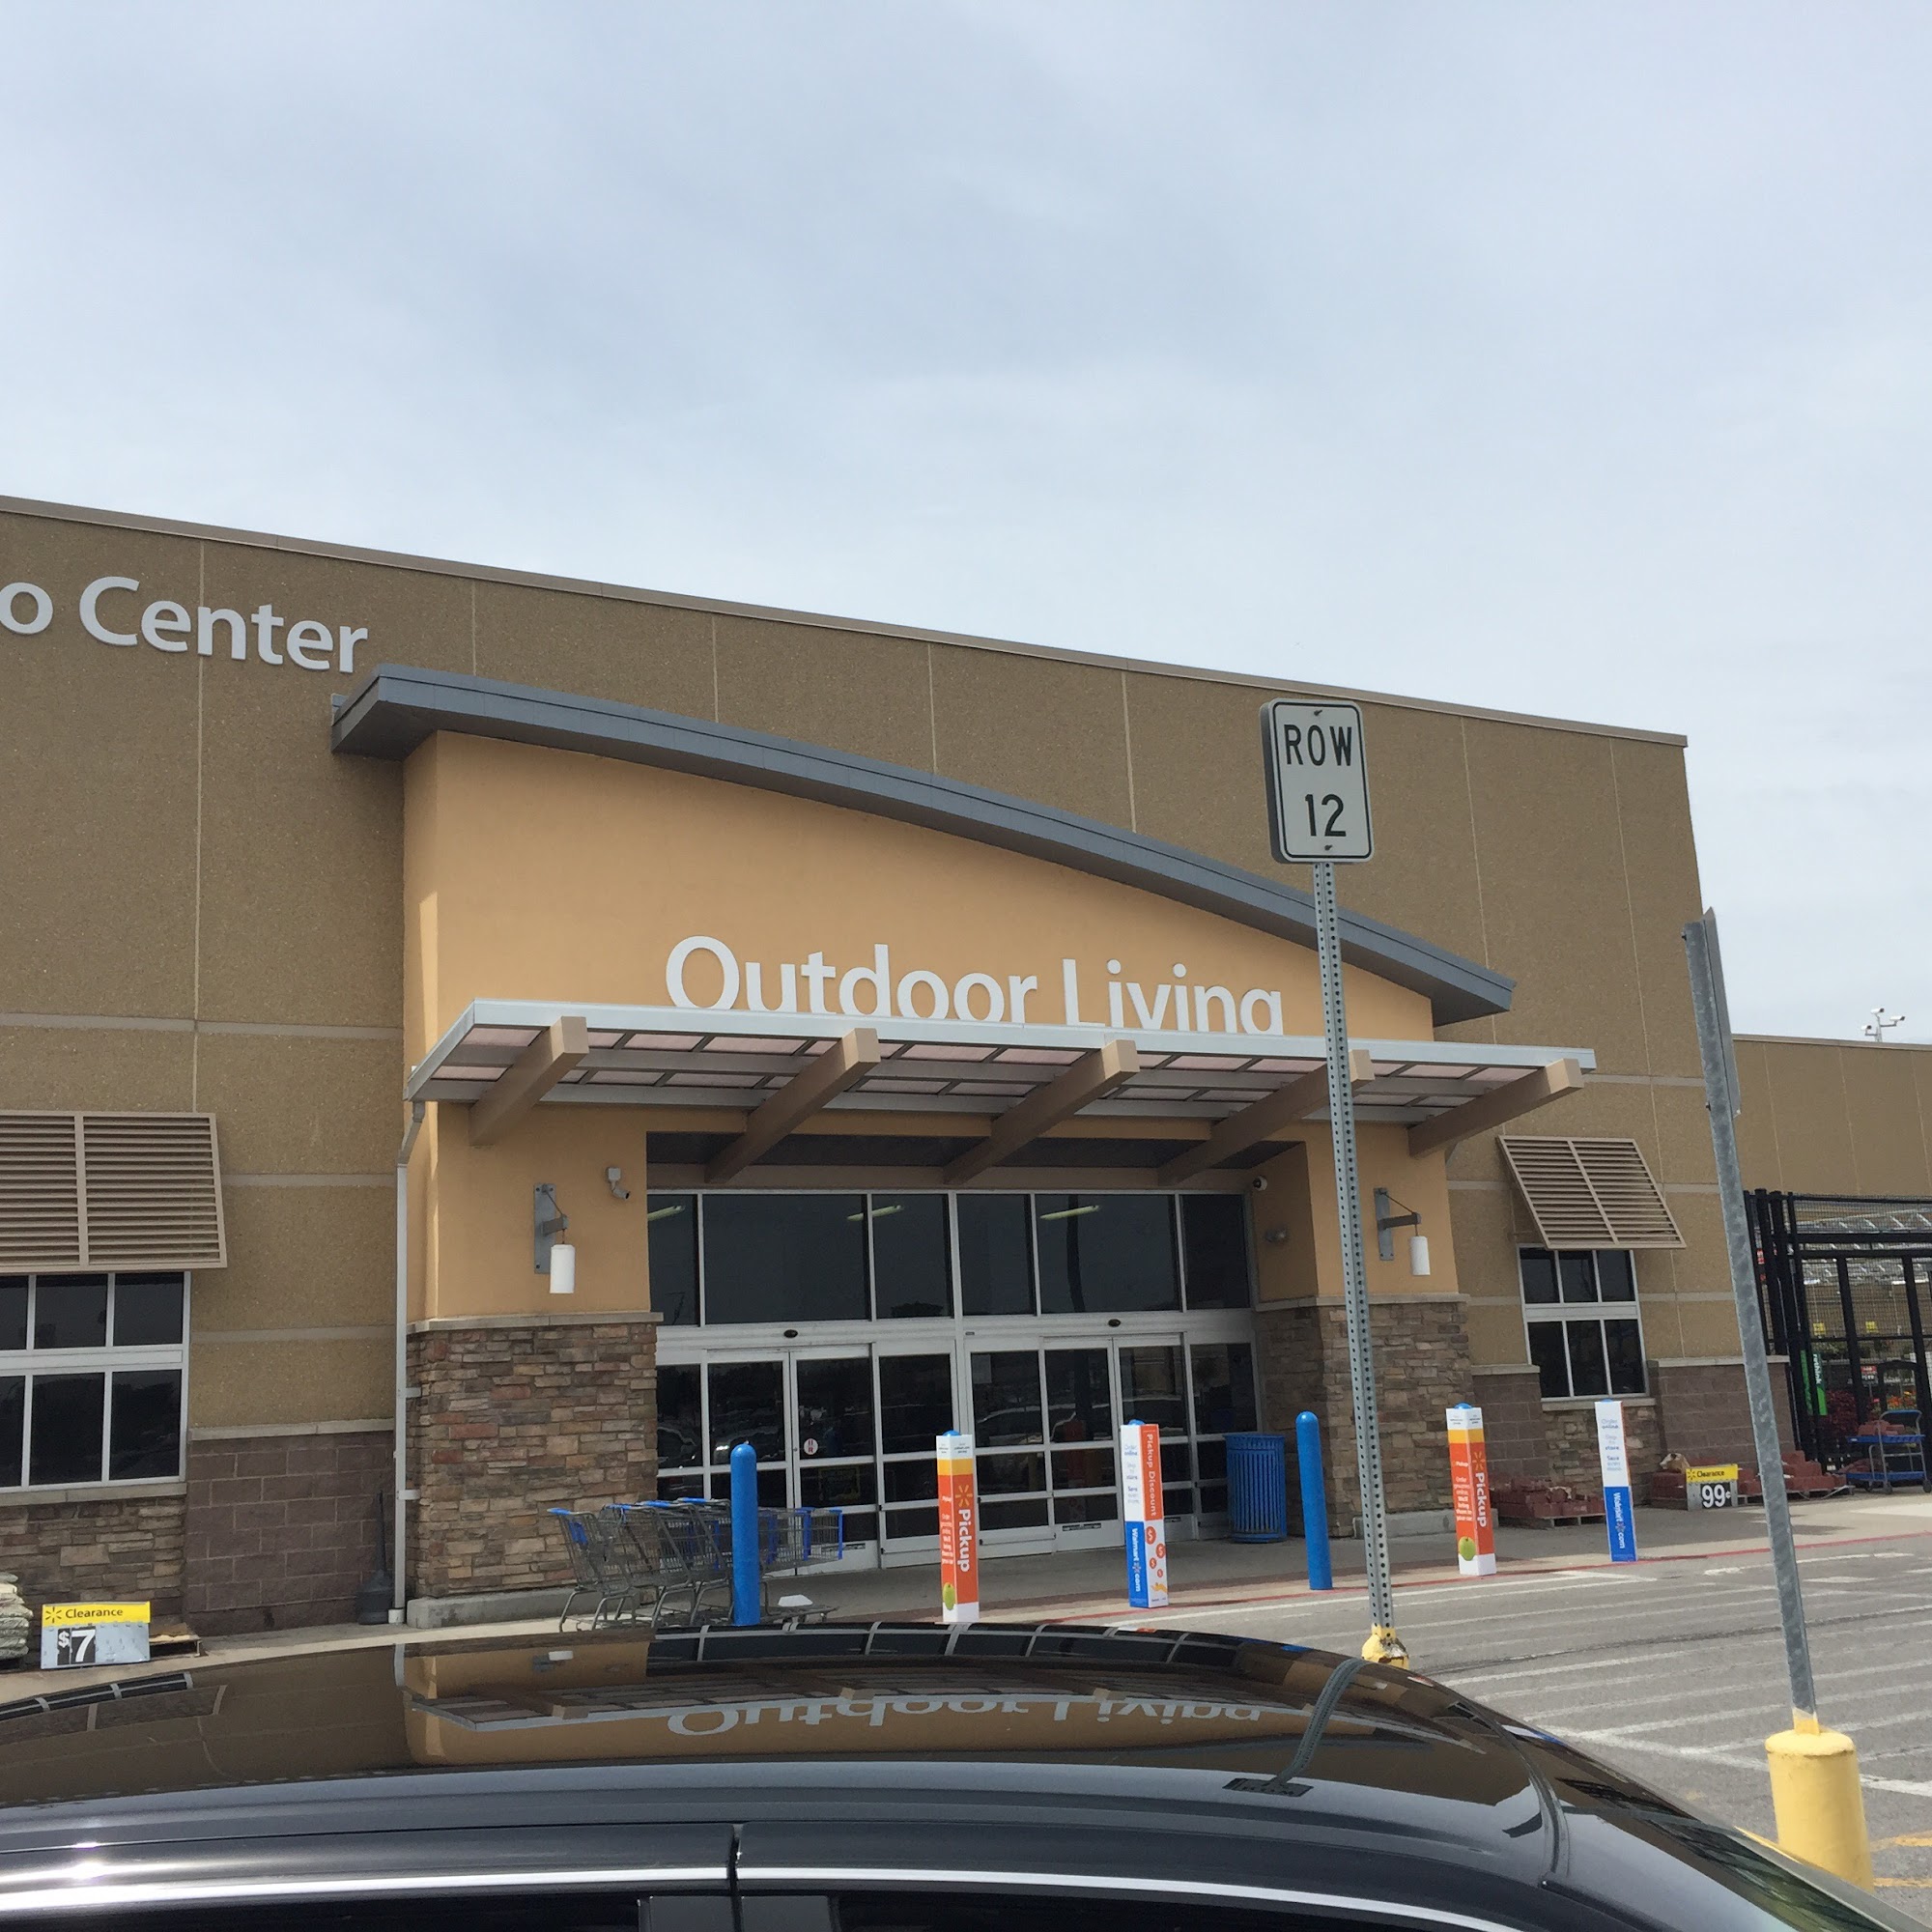 o Center
ROW
12
Outdoor Living
Pickup
Pickup Discount
Walmart.com
Pickup
Walmart.com
Clearance
99¢
Clearance
$7